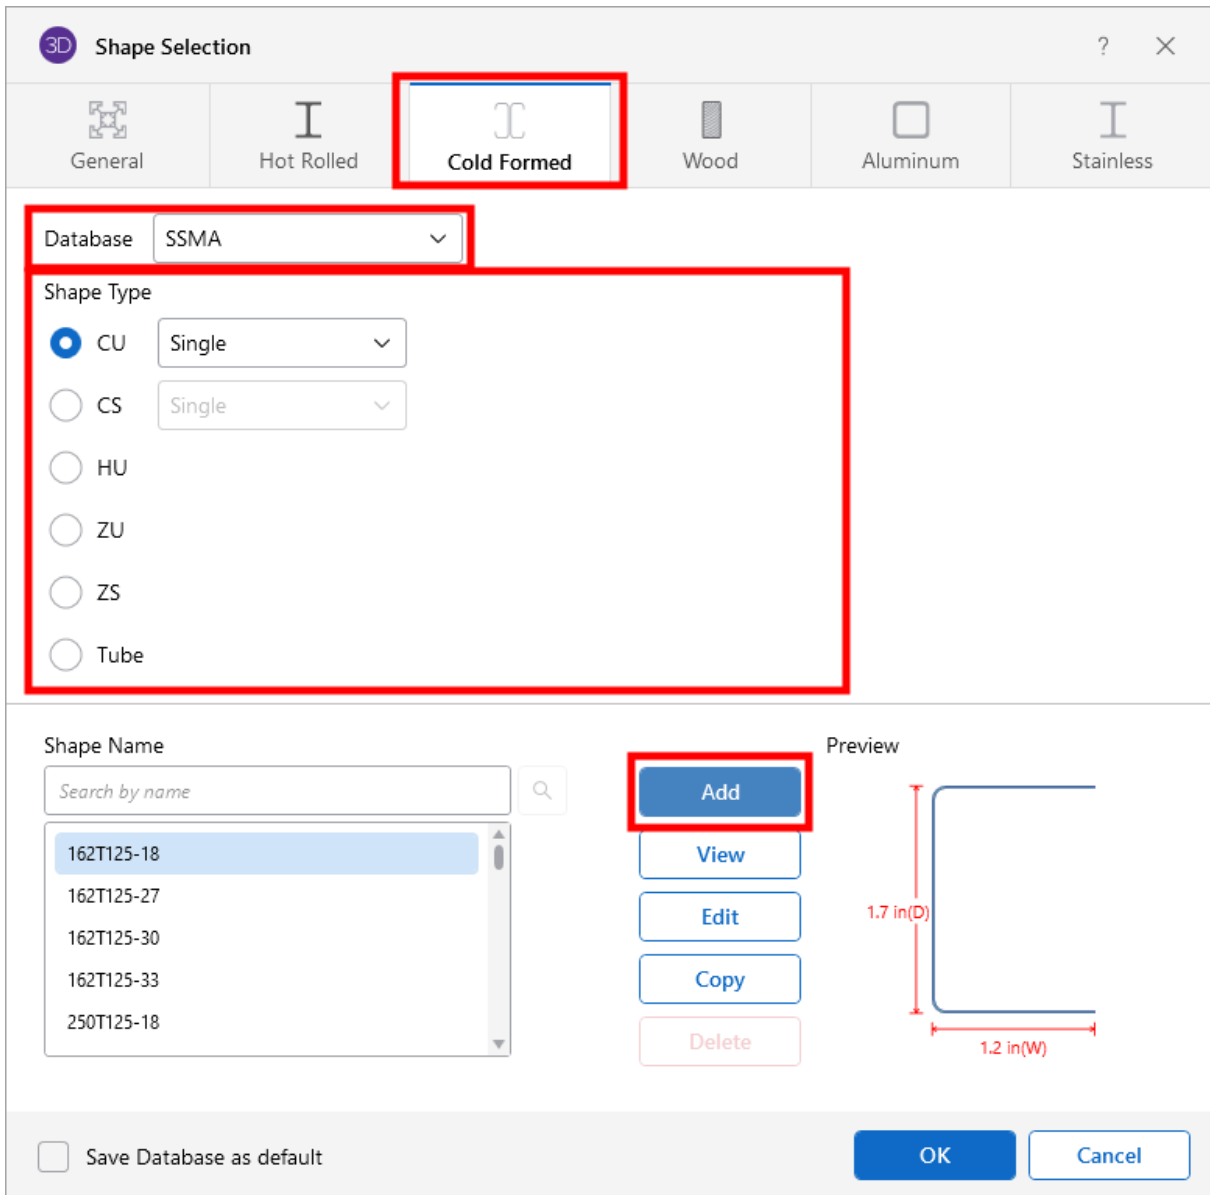 3D Shape Selection ?
General Hot Rolled Cold Formed Wood Aluminum Stainless
Database SSMA
Shape Type
CU Single
CS Single
HU
ZU
ZS
Tube
Shape Name
Search by name
162T125-18
162T125-27
162T125-30
162T125-33
250T125-18
Add
View
Edit
Copy
Delete
Preview
1.7 in(D)
1.2 in(W)
Save Database as default OK Cancel